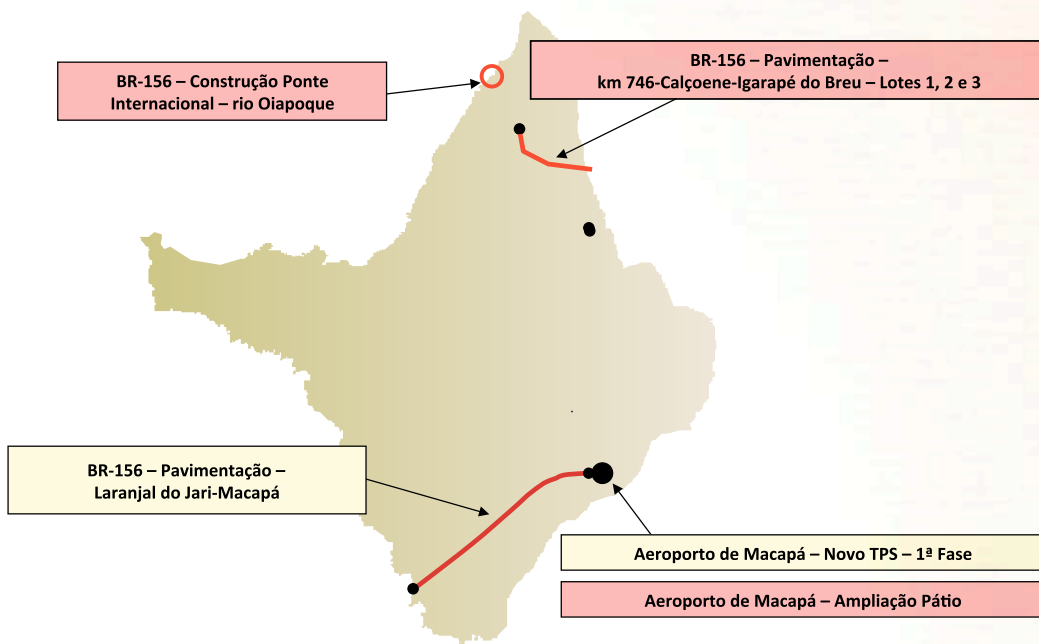 BR-156 – Construção Ponte
Internacional – rio Oiapoque
BR-156 – Pavimentação –
km 746-Calçoene-Igarapé do Breu – Lotes 1, 2 e 3
BR-156 – Pavimentação –
Laranjal do Jari-Macapá
Aeroporto de Macapá – Novo TPS – 1ª Fase
Aeroporto de Macapá – Ampliação Pátio